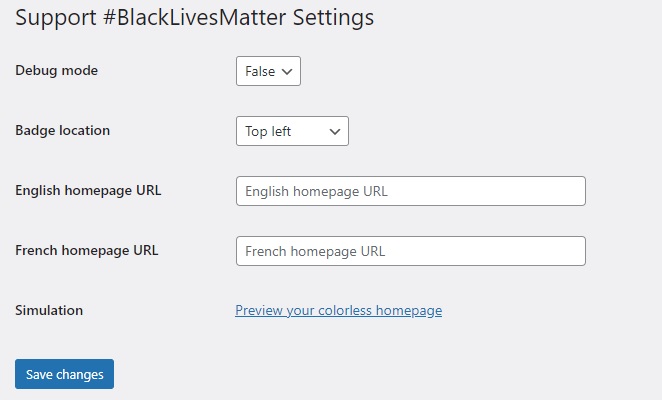 Support #BlackLivesMatter Settings
Debug mode False
Badge location Top left
English homepage URL English homepage URL
French homepage URL French homepage URL
Simulation Preview your colorless homepage
Save changes